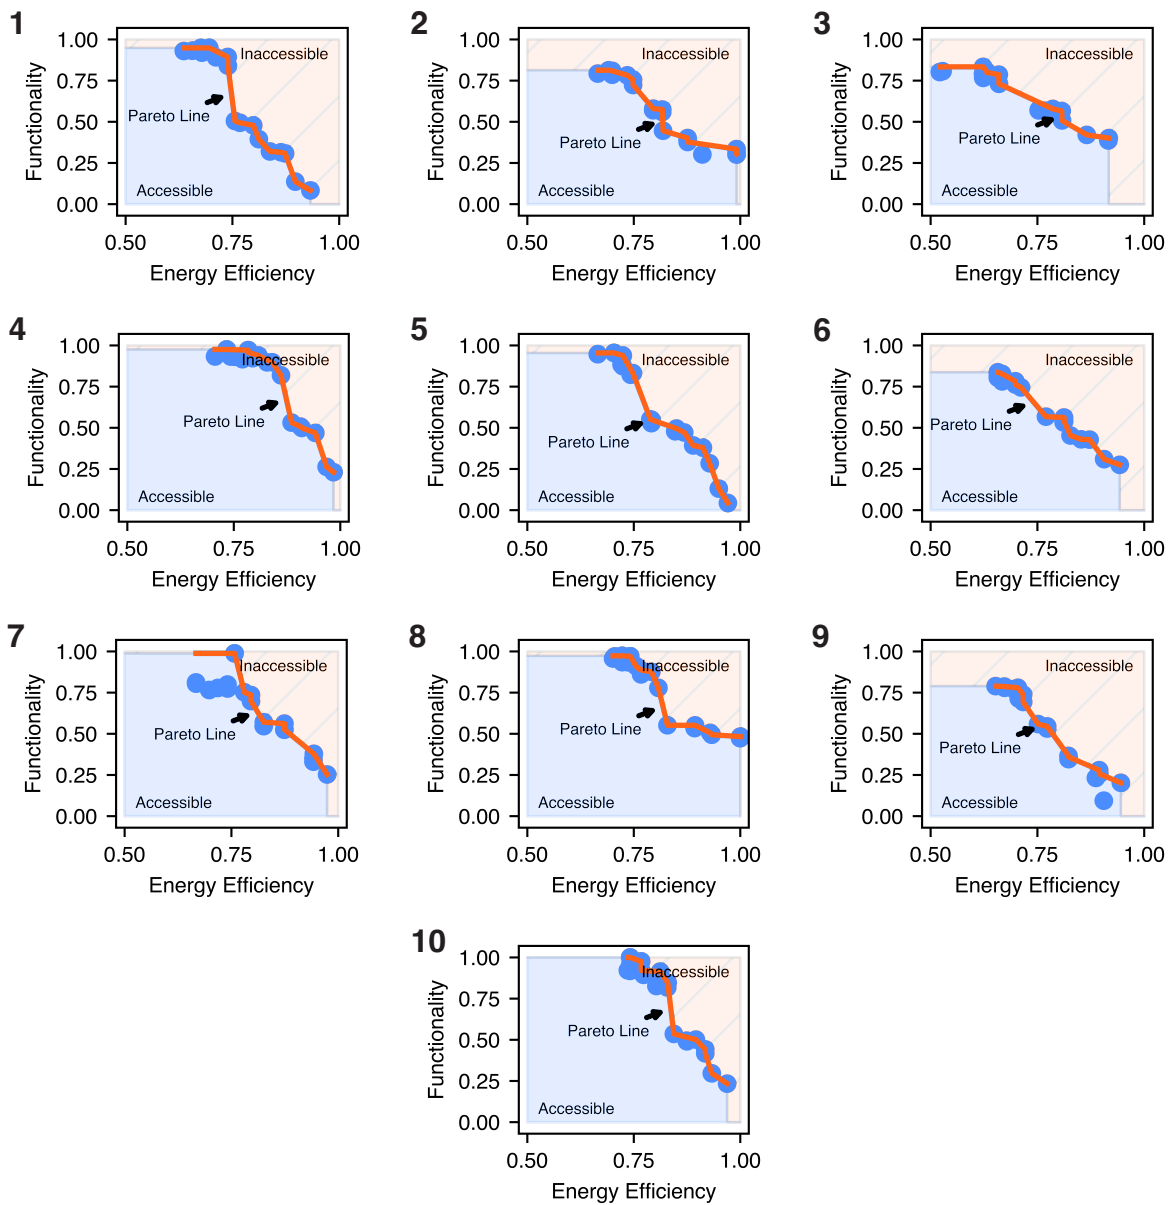 1
1.00
0.75
0.50
0.25
0.00
Functionality
Inaccessible
Pareto Line
Accessible
0.50 0.75 1.00
Energy Efficiency
2
1.00
0.75
0.50
0.25
0.00
Functionality
Inaccessible
Pareto Line
Accessible
0.50 0.75 1.00
Energy Efficiency
3
1.00
0.75
0.50
0.25
0.00
Functionality
Inaccessible
Pareto Line
Accessible
0.50 0.75 1.00
Energy Efficiency
4
1.00
0.75
0.50
0.25
0.00
Functionality
Inaccessible
Pareto Line
Accessible
0.50 0.75 1.00
Energy Efficiency
5
1.00
0.75
0.50
0.25
0.00
Functionality
Inaccessible
Pareto Line
Accessible
0.50 0.75 1.00
Energy Efficiency
6
1.00
0.75
0.50
0.25
0.00
Functionality
Inaccessible
Pareto Line
Accessible
0.50 0.75 1.00
Energy Efficiency
7
1.00
0.75
0.50
0.25
0.00
Functionality
Inaccessible
Pareto Line
Accessible
0.50 0.75 1.00
Energy Efficiency
8
1.00
0.75
0.50
0.25
0.00
Functionality
Inaccessible
Pareto Line
Accessible
0.50 0.75 1.00
Energy Efficiency
9
1.00
0.75
0.50
0.25
0.00
Functionality
Inaccessible
Pareto Line
Accessible
0.50 0.75 1.00
Energy Efficiency
10
1.00
0.75
0.50
0.25
0.00
Functionality
Inaccessible
Pareto Line
Accessible
0.50 0.75 1.00
Energy Efficiency